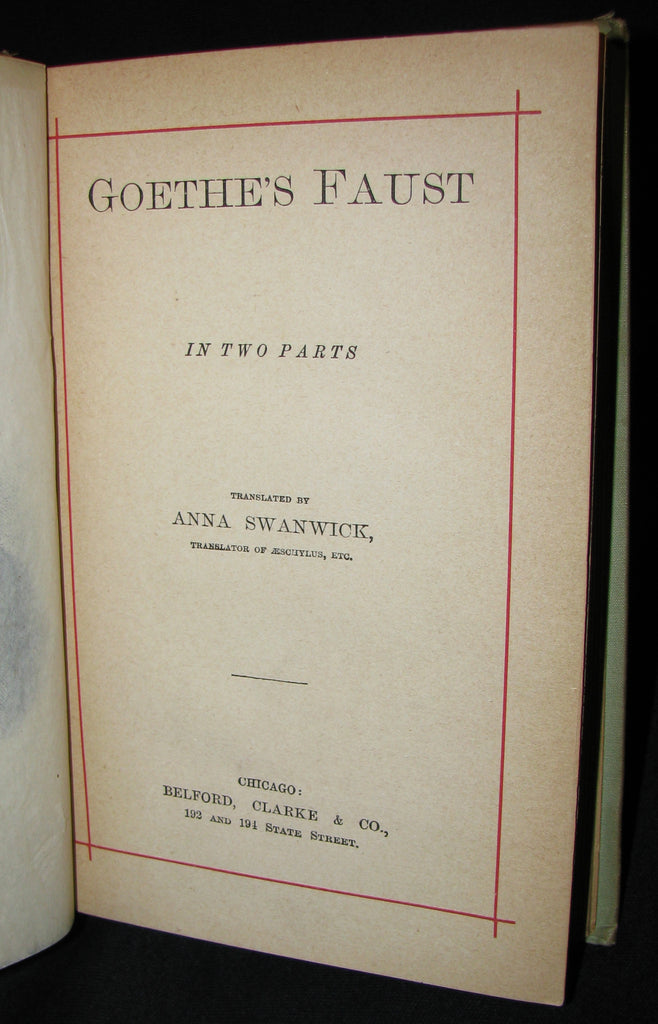 GOETHE'S FAUST
IN TWO PARTS
TRANSLATED BY
ANNA SWANWICK,
TRANSLATOR OF ÆSCHYLUS, ETC.
CHICAGO:
BELFORD, CLARKE & CO.,
192 AND 194 STATE STREET.